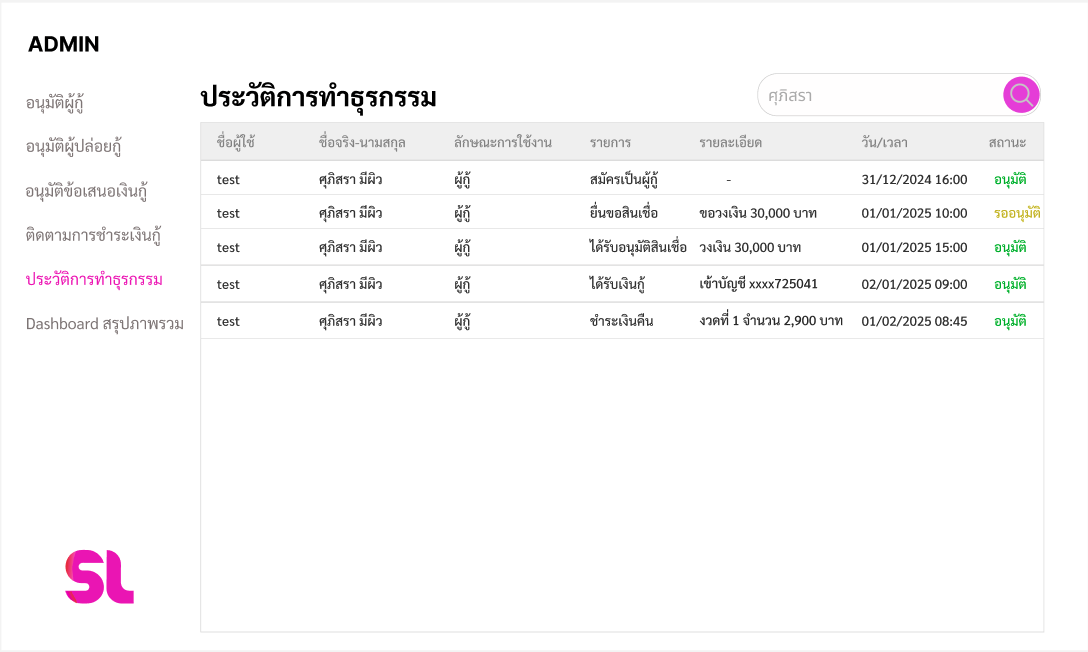 ADMIN
อนุมัติผู้กู้
อนุมัติผู้ปล่อยกู้
อนุมัติข้อเสนอเงินกู้
ติดตามการชำระเงินกู้
ประวัติการทำธุรกรรม
Dashboard สรุปภาพรวม
SL
ประวัติการทำธุรกรรม
ศุภิสรา
ชื่อผู้ใช้ ชื่อจริง-นามสกุล ลักษณะการใช้งาน รายการ รายละเอียด วัน/เวลา สถานะ
test ศุภิสรา มีผิว ผู้กู้ สมัครเป็นผู้กู้ - 31/12/2024 16:00 อนุมัติ
test ศุภิสรา มีผิว ผู้กู้ ยื่นขอสินเชื่อ ขอวงเงิน 30,000 บาท 01/01/2025 10:00 รออนุมัติ
test ศุภิสรา มีผิว ผู้กู้ ได้รับอนุมัติสินเชื่อ วงเงิน 30,000 บาท 01/01/2025 15:00 อนุมัติ
test ศุภิสรา มีผิว ผู้กู้ ได้รับเงินกู้ เข้าบัญชี xxxx725041 02/01/2025 09:00 อนุมัติ
test ศุภิสรา มีผิว ผู้กู้ ชำระเงินคืน งวดที่ 1 จำนวน 2,900 บาท 01/02/2025 08:45 อนุมัติ